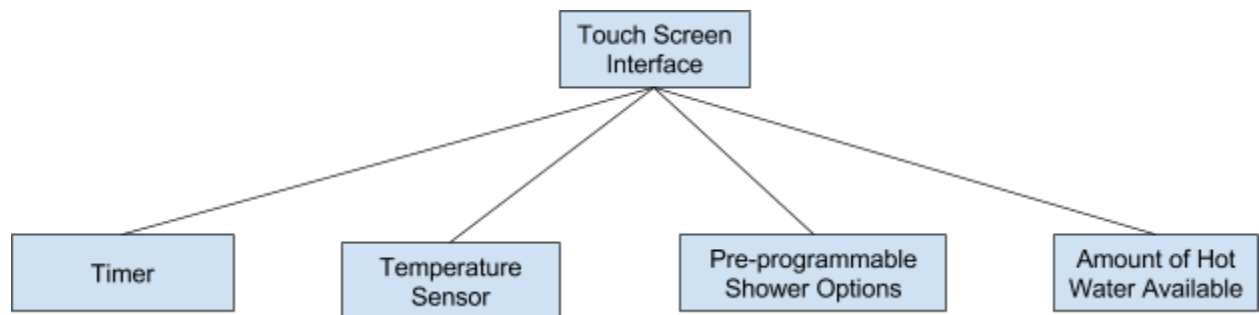 Touch Screen
Interface
Timer
Temperature
Sensor
Pre-programmable
Shower Options
Amount of Hot
Water Available